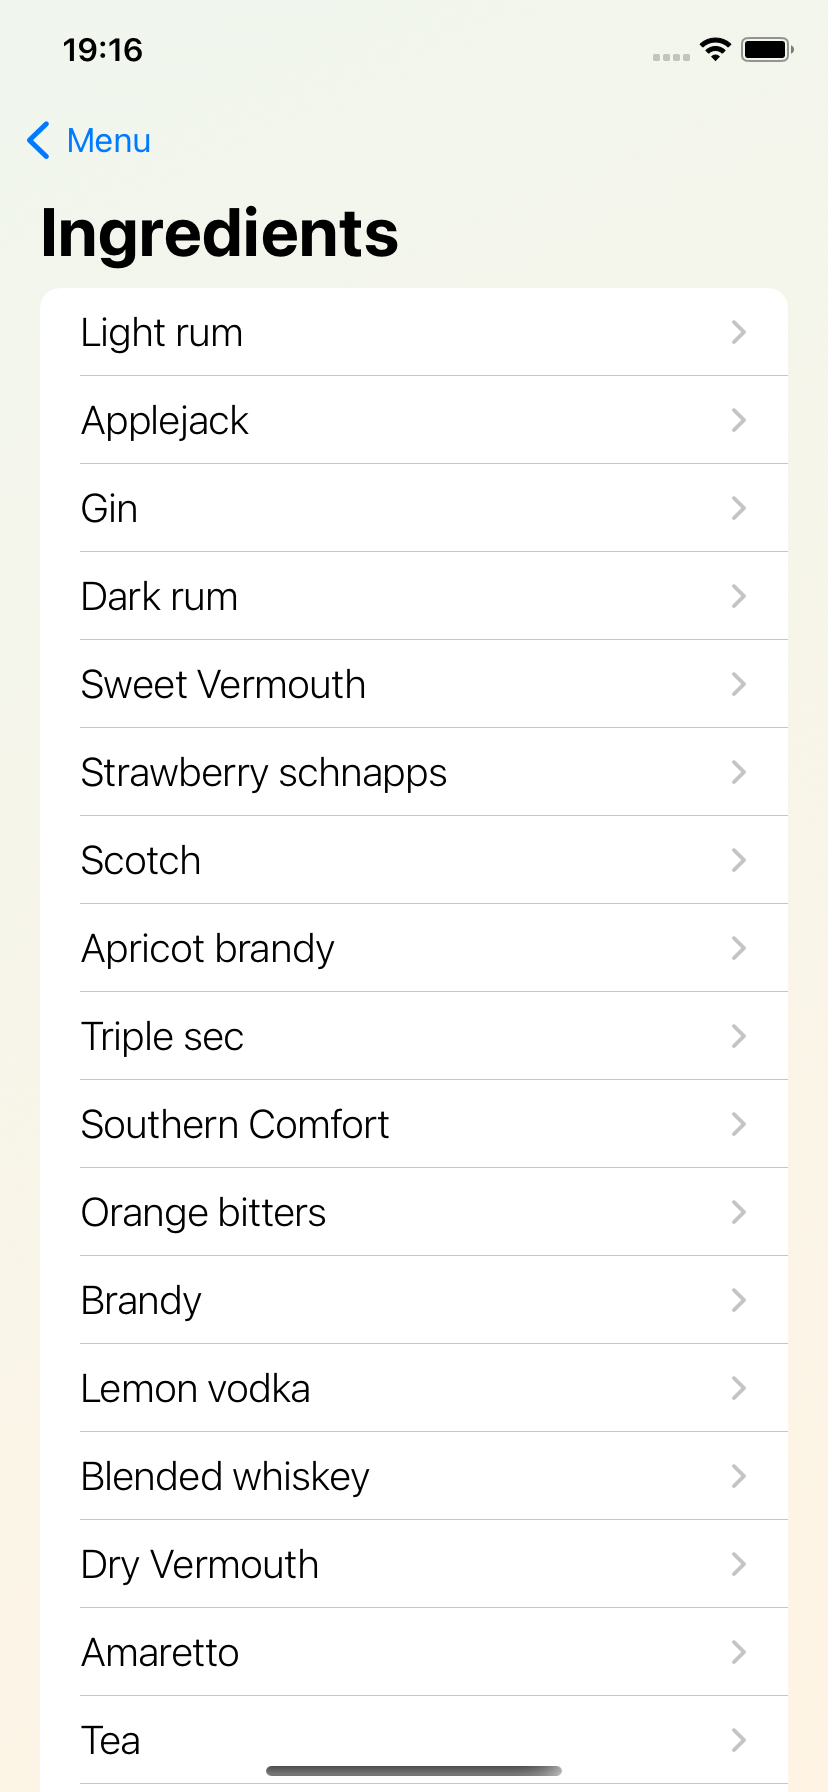 19:16
Menu
Ingredients
Light rum
Applejack
Gin
Dark rum
Sweet Vermouth
Strawberry schnapps
Scotch
Apricot brandy
Triple sec
Southern Comfort
Orange bitters
Brandy
Lemon vodka
Blended whiskey
Dry Vermouth
Amaretto
Tea